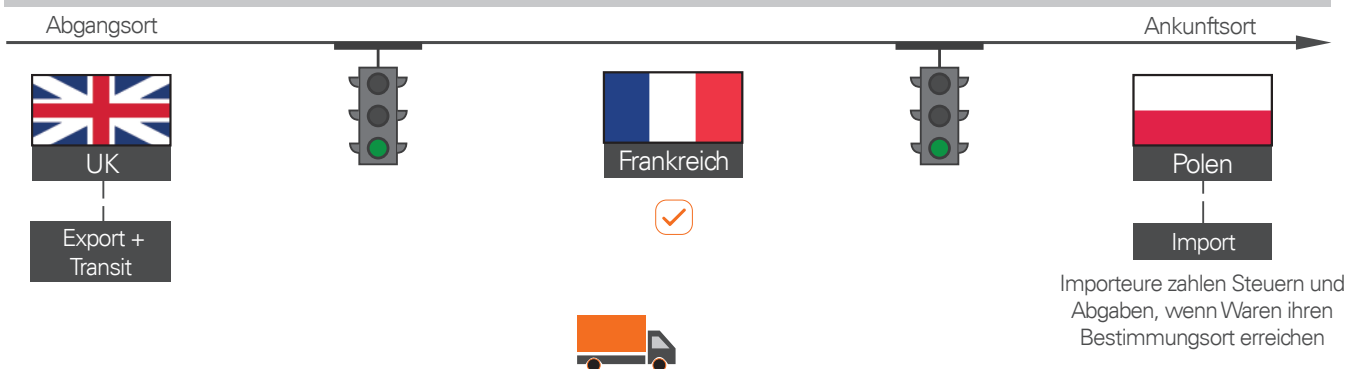 Abgangsort
Ankunftsort
UK
Frankreich
Polen
Export +
Transit
Import
Importeure zahlen Steuern und
Abgaben, wenn Waren ihren
Bestimmungsort erreichen